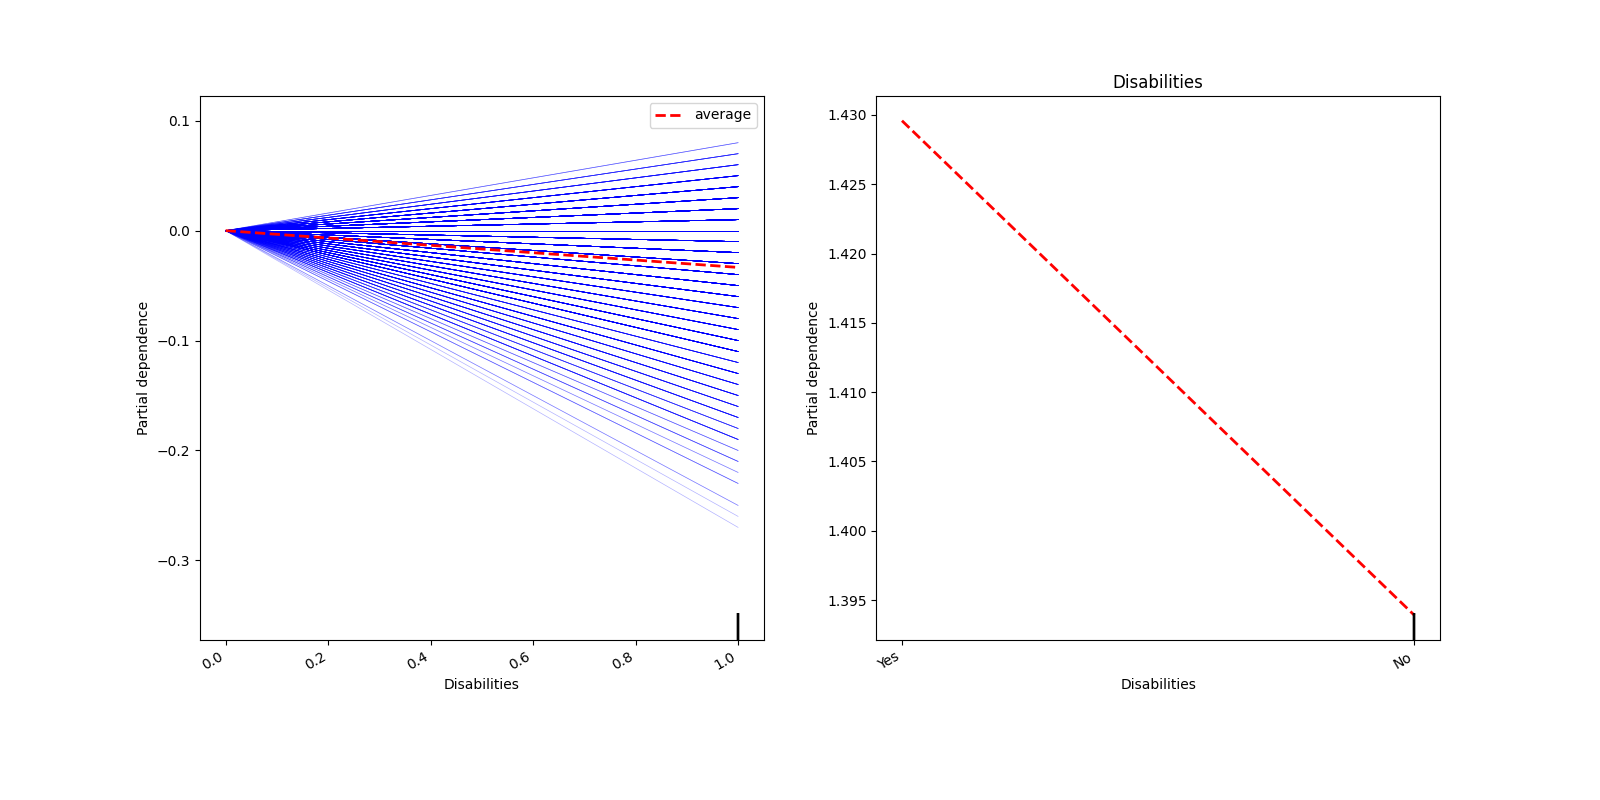 average
0.1
0.0
−0.1
−0.2
−0.3
Partial dependence
0.0
0.2
0.4
0.6
0.8
1.0
Disabilities
Disabilities
1.430
1.425
1.420
1.415
1.410
1.405
1.400
1.395
Partial dependence
Yes
No
Disabilities